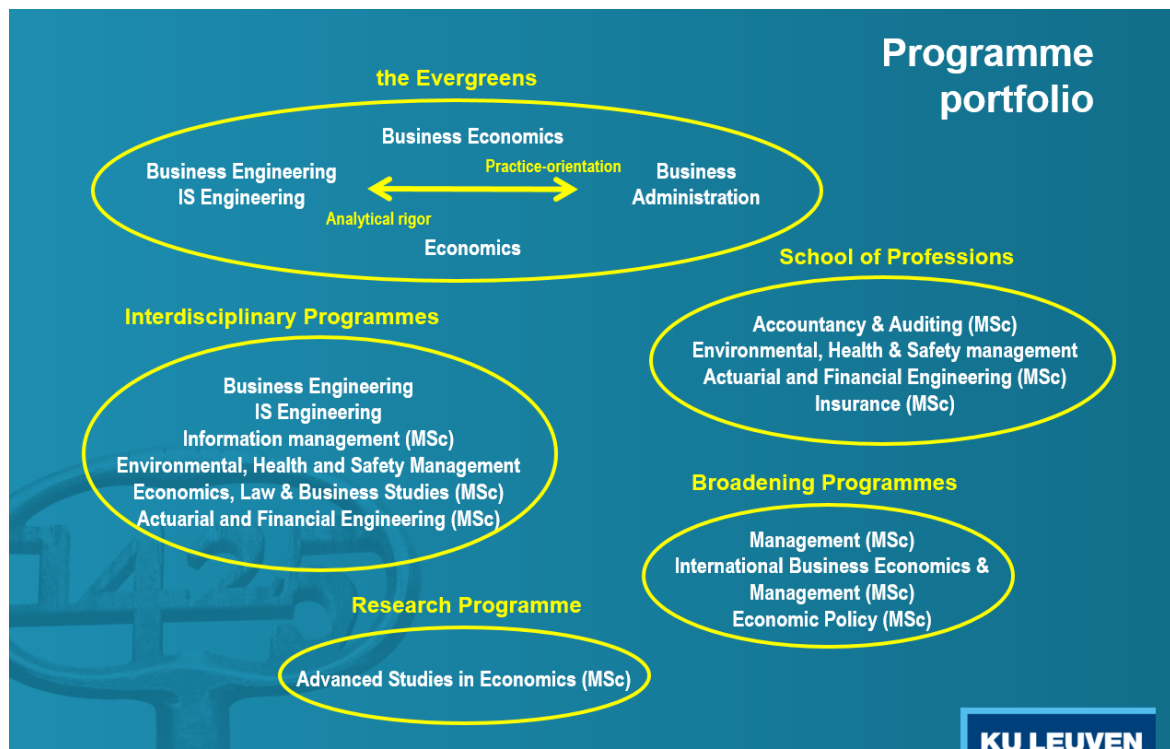 Programme
portfolio
the Evergreens
Business Economics
Practice-orientation
Business Engineering
IS Engineering
Business
Administration
Analytical rigor
Economics
School of Professions
Accountancy & Auditing (MSc)
Environmental, Health & Safety management
Actuarial and Financial Engineering (MSc)
Insurance (MSc)
Interdisciplinary Programmes
Business Engineering
IS Engineering
Information management (MSc)
Environmental, Health and Safety Management
Economics, Law & Business Studies (MSc)
Actuarial and Financial Engineering (MSc)
Broadening Programmes
Management (MSc)
International Business Economics &
Management (MSc)
Economic Policy (MSc)
Research Programme
Advanced Studies in Economics (MSc)
1425
KU LEUVEN